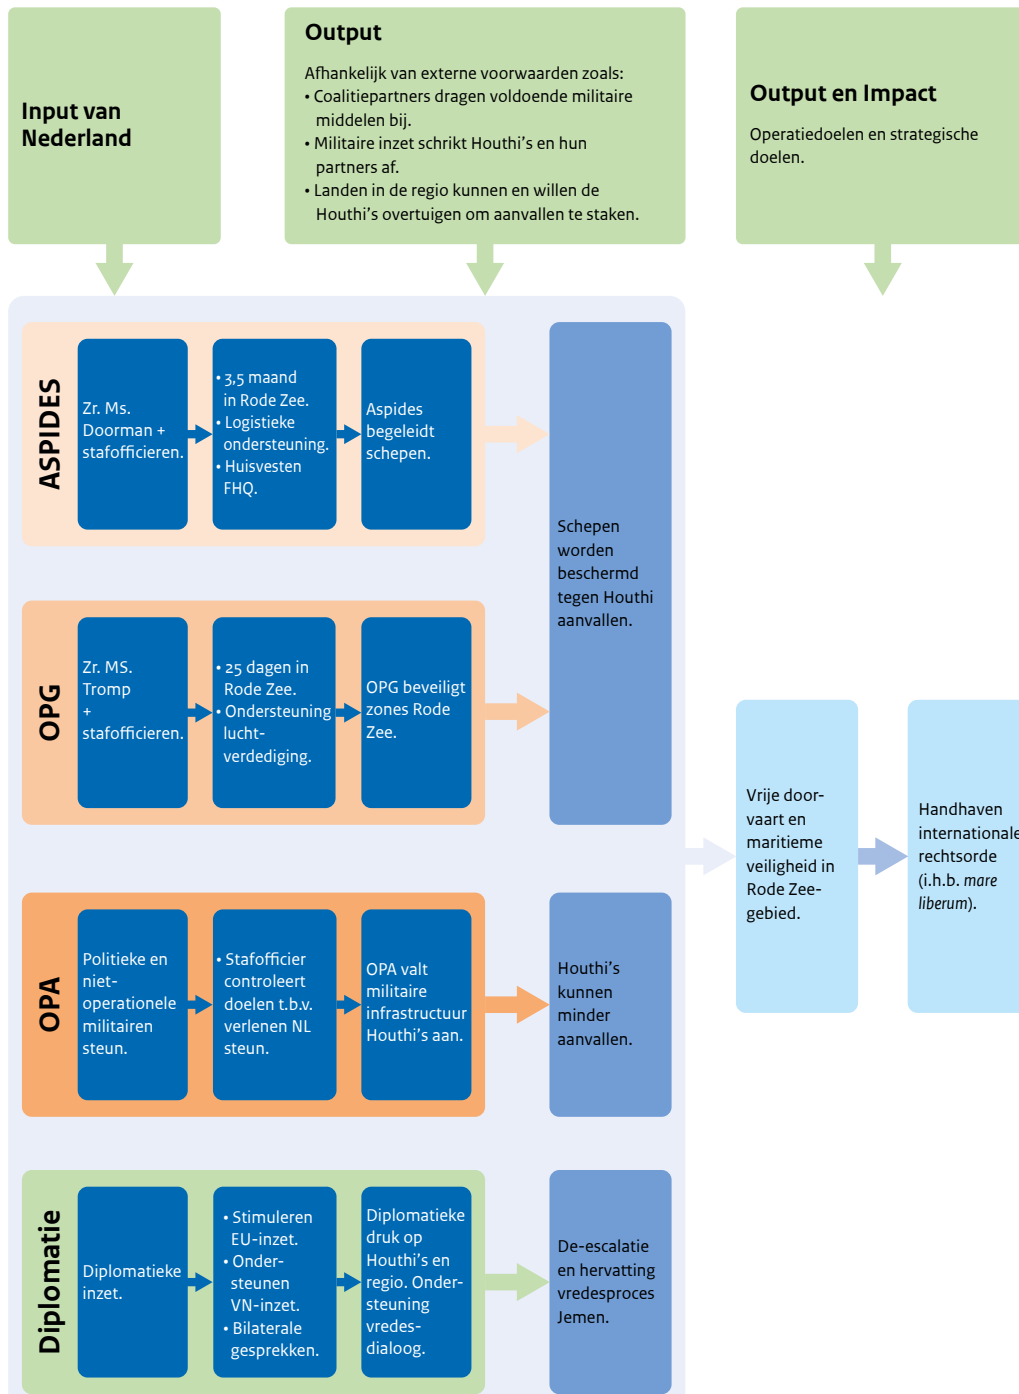 Input van
Nederland
Output
Afhankelijk van externe voorwaarden zoals:
• Coalitiepartners dragen voldoende militaire
middelen bij.
• Militaire inzet schrikt Houthi's en hun
partners af.
• Landen in de regio kunnen en willen de
Houthi's overtuigen om aanvallen te staken.
Output en Impact
Operatiedoelen en strategische
doelen.
ASPIDES
Zr. Ms.
Doorman +
stafofficieren.
• 3,5 maand
in Rode Zee.
• Logistieke
ondersteuning.
• Huisvesten
FHQ.
Aspides
begeleidt
schepen.
OPG
Zr. MS.
Tromp
+
stafofficieren.
• 25 dagen in
Rode Zee.
• Ondersteuning
lucht-
verdediging.
OPG beveiligt
zones Rode
Zee.
Schepen
worden
beschermd
tegen Houthi
aanvallen.
OPA
Politieke en
niet-
operationele
militairen
steun.
• Stafofficier
controleert
doelen t.b.v.
verlenen NL
steun.
OPA valt
militaire
infrastructuur
Houthi's aan.
Houthi's
kunnen
minder
aanvallen.
Diplomatie
Diplomatieke
inzet.
• Stimuleren
EU-inzet.
• Onder-
steunen
VN-inzet.
• Bilaterale
gesprekken.
Diplomatieke
druk op
Houthi's en
regio. Onder-
steuning
vredes-
dialoog.
De-escalatie
en hervatting
vredesproces
Jemen.
Vrije door-
vaart en
maritieme
veiligheid in
Rode Zee-
gebied.
Handhaven
internationale
rechtsorde
(i.h.b. mare
liberum).